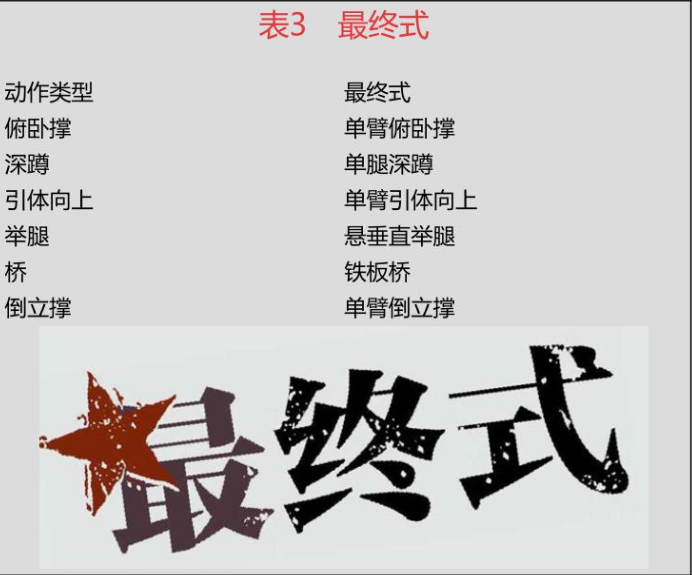 表3 最终式
动作类型 最终式
俯卧撑 单臂俯卧撑
深蹲 单腿深蹲
引体向上 单臂引体向上
举腿 悬垂直举腿
桥 铁板桥
倒立撑 单臂倒立撑
最终式